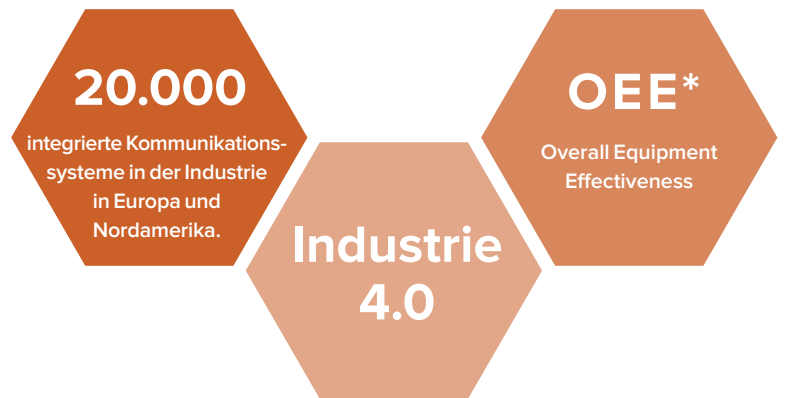 20.000
integrierte Kommunikations-
systeme in der Industrie
in Europa und
Nordamerika.
Industrie
4.0
OEE*
Overall Equipment
Effectiveness